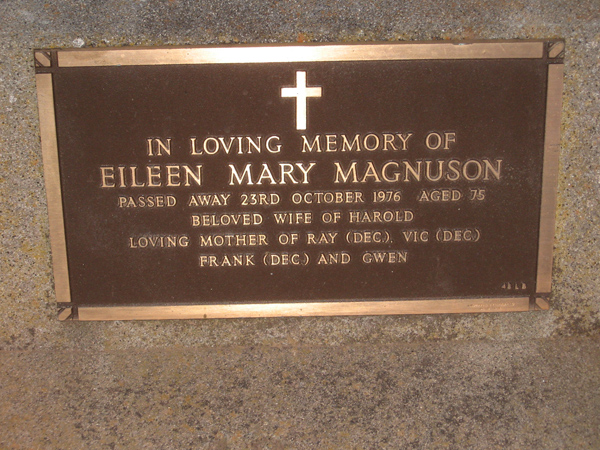 IN LOVING MEMORY OF
EILEEN MARY MAGNUSON
PASSED AWAY 23RD OCTOBER 1976 AGED 75
BELOVED WIFE OF HAROLD
LOVING MOTHER OF RAY (DEC.), VIC (DEC.)
FRANK (DEC.) AND GWEN